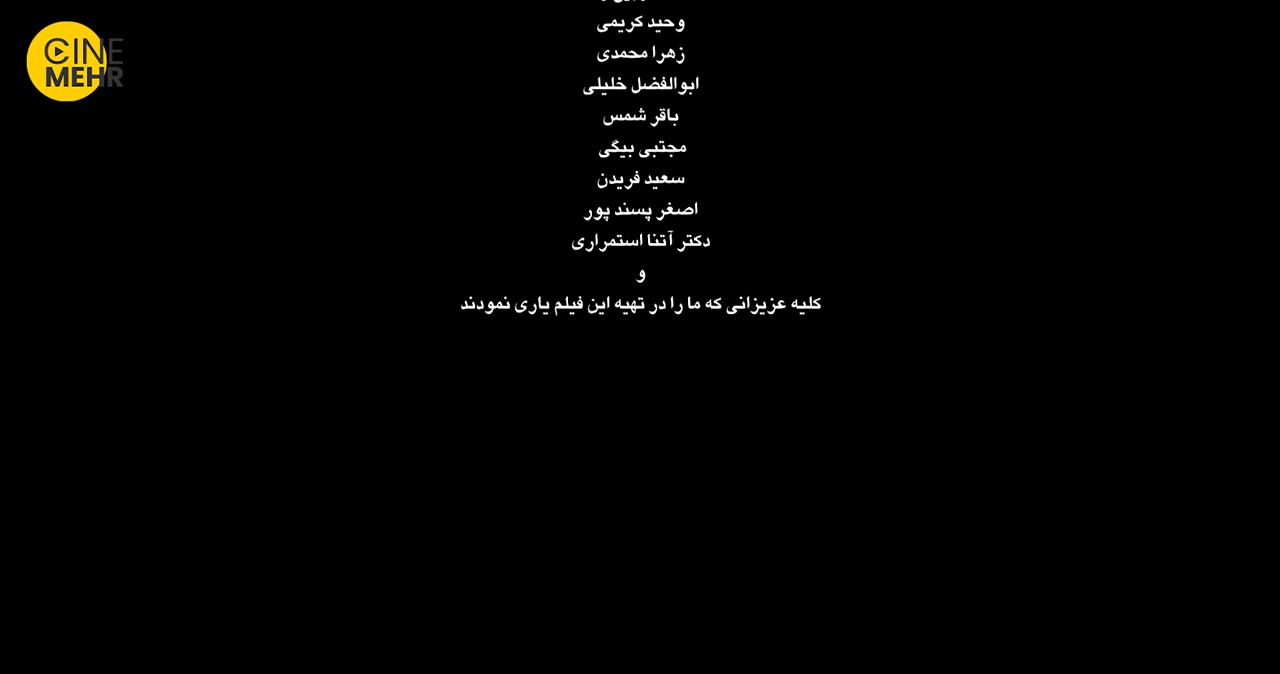 CINE
MEHR
وحید کریمی
زهرا محمدی
ابوالفضل خلیلی
باقر شمس
مجتبی بیگی
سعید فریدن
اصغر پسند پور
دکتر آتنا استمراری
و
کلیه عزیزانی که ما را در تهیه این فیلم یاری نمودند